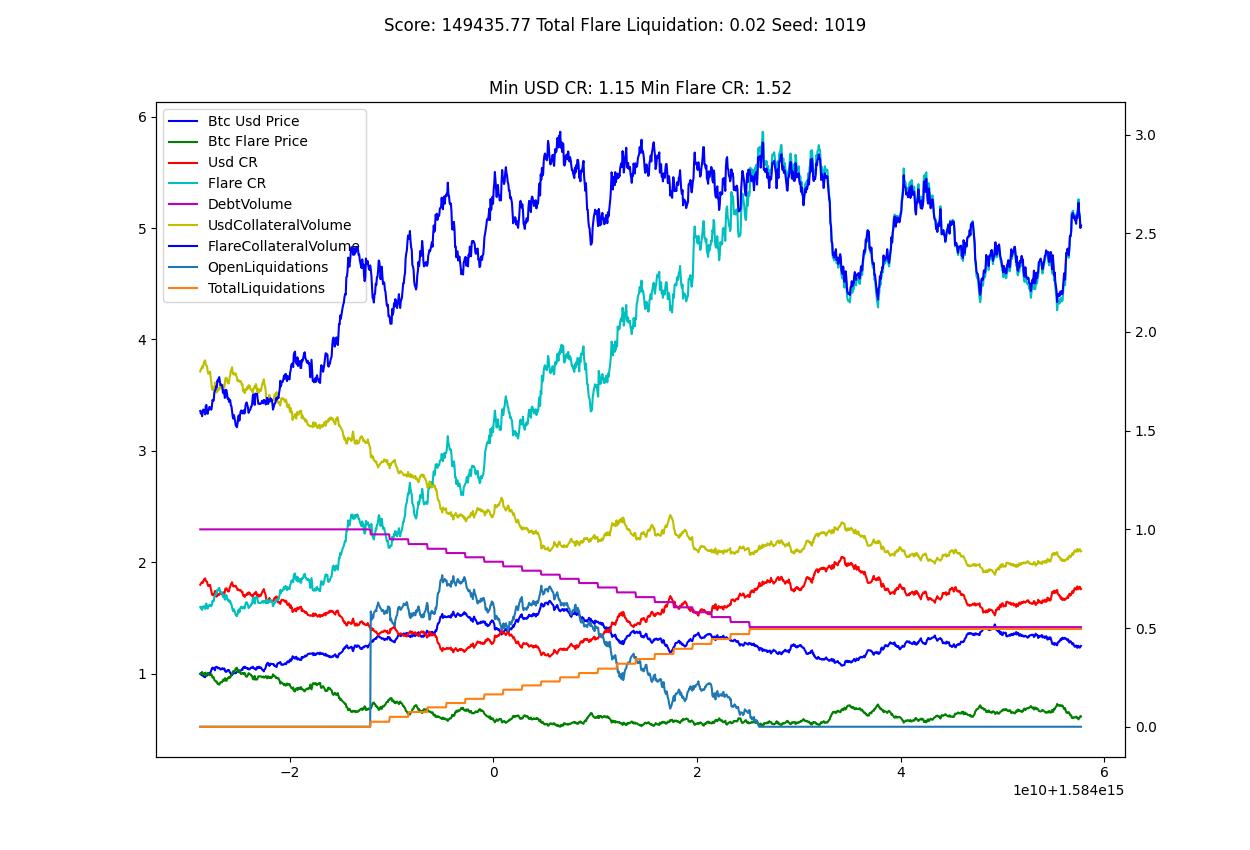 Score: 149435.77 Total Flare Liquidation: 0.02 Seed: 1019
Min USD CR: 1.15 Min Flare CR: 1.52
Btc Usd Price
Btc Flare Price
Usd CR
Flare CR
DebtVolume
UsdCollateralVolume
FlareCollateralVolume
OpenLiquidations
TotalLiquidations
6
5
4
3
2
1
3.0
2.5
2.0
1.5
1.0
0.5
0.0
−2 0 2 4 6
1e10+1.584e15